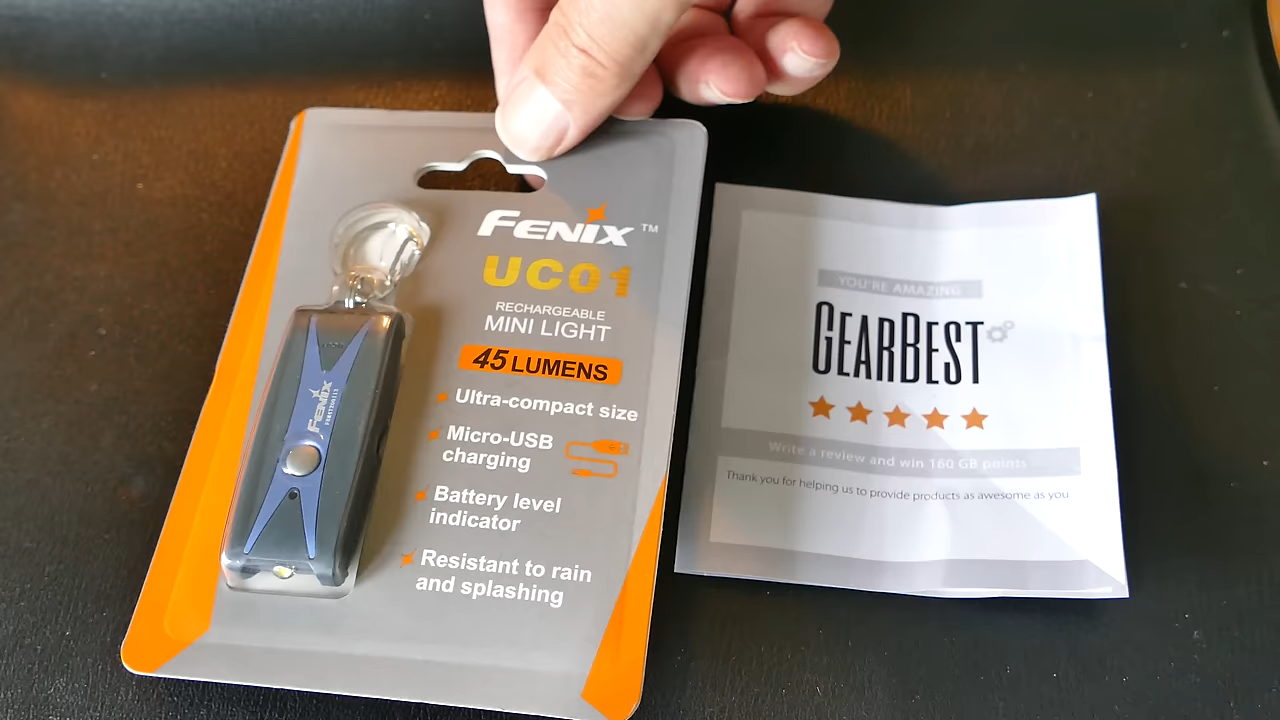 FENIX™
UC01
RECHARGEABLE
MINI LIGHT
45 LUMENS
Ultra-compact size
Micro-USB
charging
Battery level
indicator
Resistant to rain
and splashing
FENIX
YOU'RE AMAZING
GEARBEST
Write a review and win 160 GB points
Thank you for helping us to provide products as awesome as you